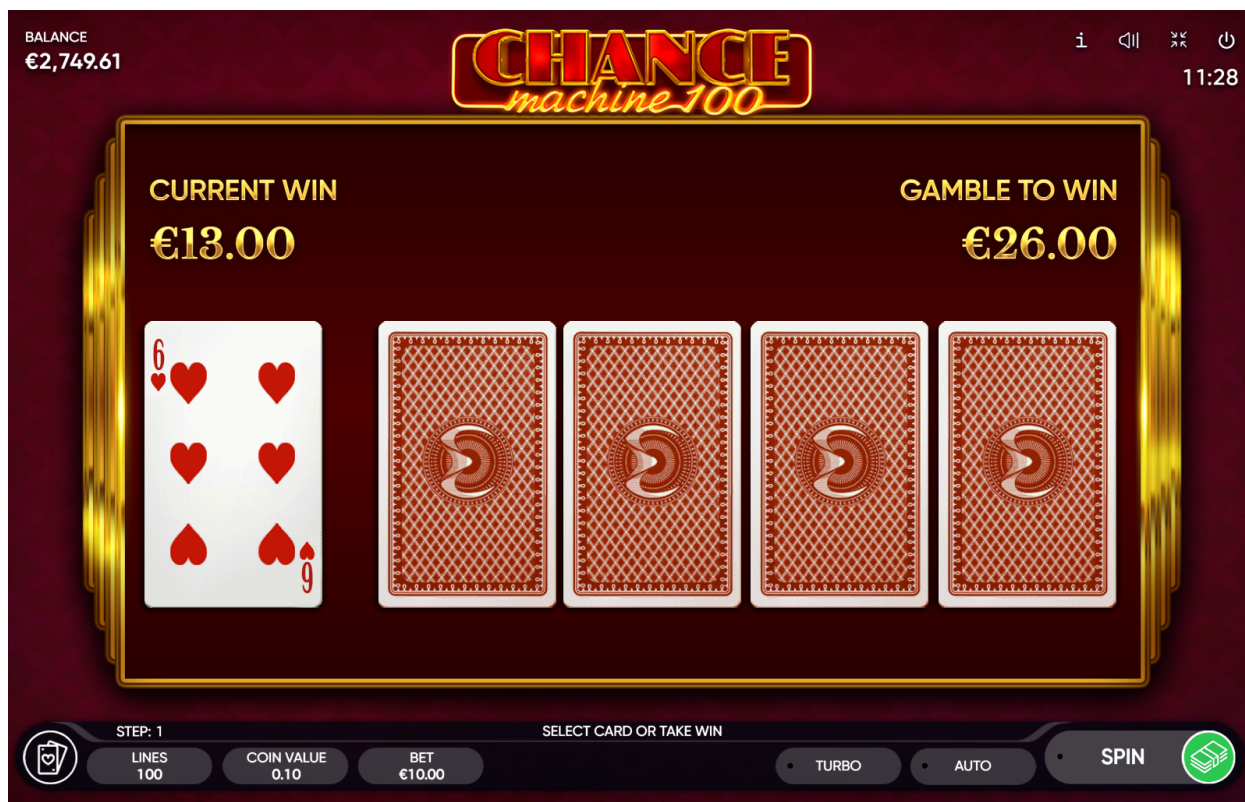 BALANCE
€2,749.61
CHANCE
machine 100
11:28
CURRENT WIN
€13.00
GAMBLE TO WIN
€26.00
6
6
STEP: 1
SELECT CARD OR TAKE WIN
LINES
100
COIN VALUE
0.10
BET
€10.00
TURBO
AUTO
SPIN